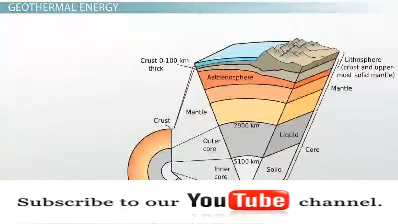 GEOTHERMAL ENERGY
Crust 0-100 km
thick
Lithosphere
(crust and upper-
most solid mantle)
Asthenosphere
Mantle
Mantle
Crust
2900 km
Liquid
Outer
core
Core
5100 km
Inner
core
Solid
Subscribe to our YouTube channel.